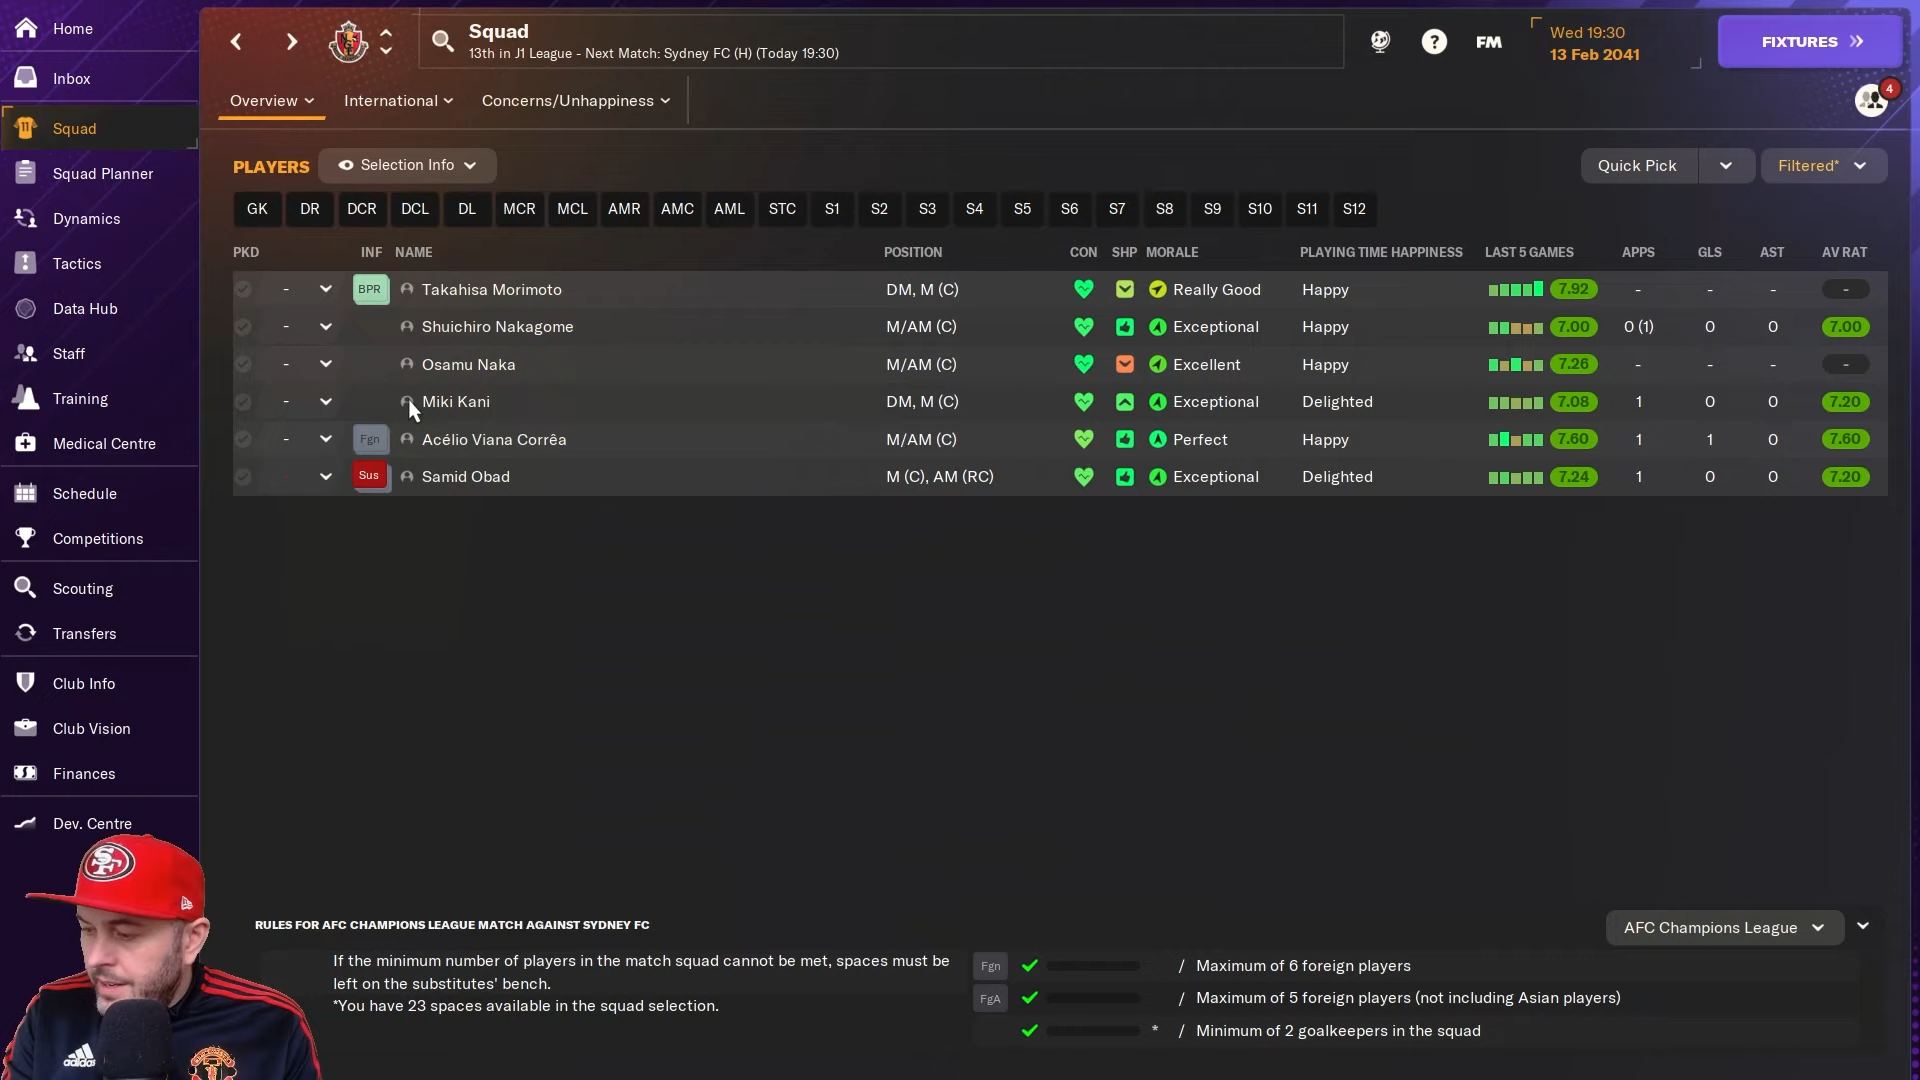 Home
Inbox
Squad
Squad Planner
Dynamics
Tactics
Data Hub
Staff
Training
Medical Centre
Schedule
Competitions
Scouting
Transfers
Club Info
Club Vision
Finances
Dev. Centre
Squad
13th in J1 League - Next Match: Sydney FC (H) (Today 19:30)
?
FM
Wed 19:30
13 Feb 2041
FIXTURES
4
Overview International Concerns/Unhappiness
PLAYERS Selection Info Quick Pick Filtered*
GK DR DCR DCL DL MCR MCL AMR AMC AML STC S1 S2 S3 S4 S5 S6 S7 S8 S9 S10 S11 S12
PKD INF NAME POSITION CON SHP MORALE PLAYING TIME HAPPINESS LAST 5 GAMES APPS GLS AST AV RAT
- BPR Takahisa Morimoto DM, M (C) Really Good Happy 7.92 - - - -
- Shuichiro Nakagome M/AM (C) Exceptional Happy 7.00 0 (1) 0 0 7.00
- Osamu Naka M/AM (C) Excellent Happy 7.26 - - - -
- Miki Kani DM, M (C) Exceptional Delighted 7.08 1 0 0 7.20
- Fgn Acélio Viana Corrêa M/AM (C) Perfect Happy 7.60 1 1 0 7.60
Sus Samid Obad M (C), AM (RC) Exceptional Delighted 7.24 1 0 0 7.20
RULES FOR AFC CHAMPIONS LEAGUE MATCH AGAINST SYDNEY FC
AFC Champions League
If the minimum number of players in the match squad cannot be met, spaces must be
left on the substitutes' bench.
*You have 23 spaces available in the squad selection.
Fgn / Maximum of 6 foreign players
FgA / Maximum of 5 foreign players (not including Asian players)
* / Minimum of 2 goalkeepers in the squad
SF
adidas